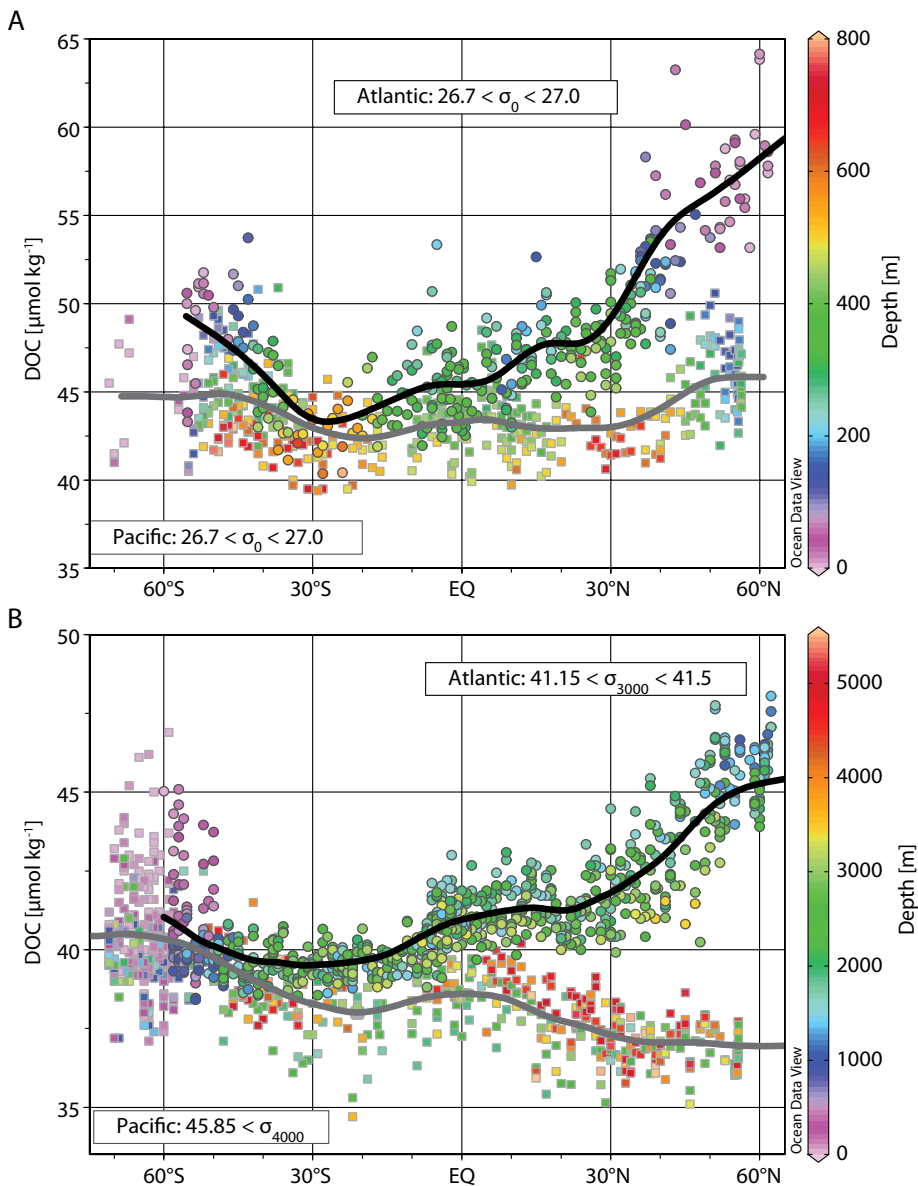 A
65
60
55
50
45
40
35
DOC [µmol kg⁻¹]
Atlantic: 26.7 < σ₀ < 27.0
Pacific: 26.7 < σ₀ < 27.0
60°S 30°S EQ 30°N 60°N
Ocean Data View
800
600
400
200
0
Depth [m]
B
50
45
40
35
DOC [µmol kg⁻¹]
Atlantic: 41.15 < σ₃₀₀₀ < 41.5
Pacific: 45.85 < σ₄₀₀₀
60°S 30°S EQ 30°N 60°N
Ocean Data View
5000
4000
3000
2000
1000
0
Depth [m]